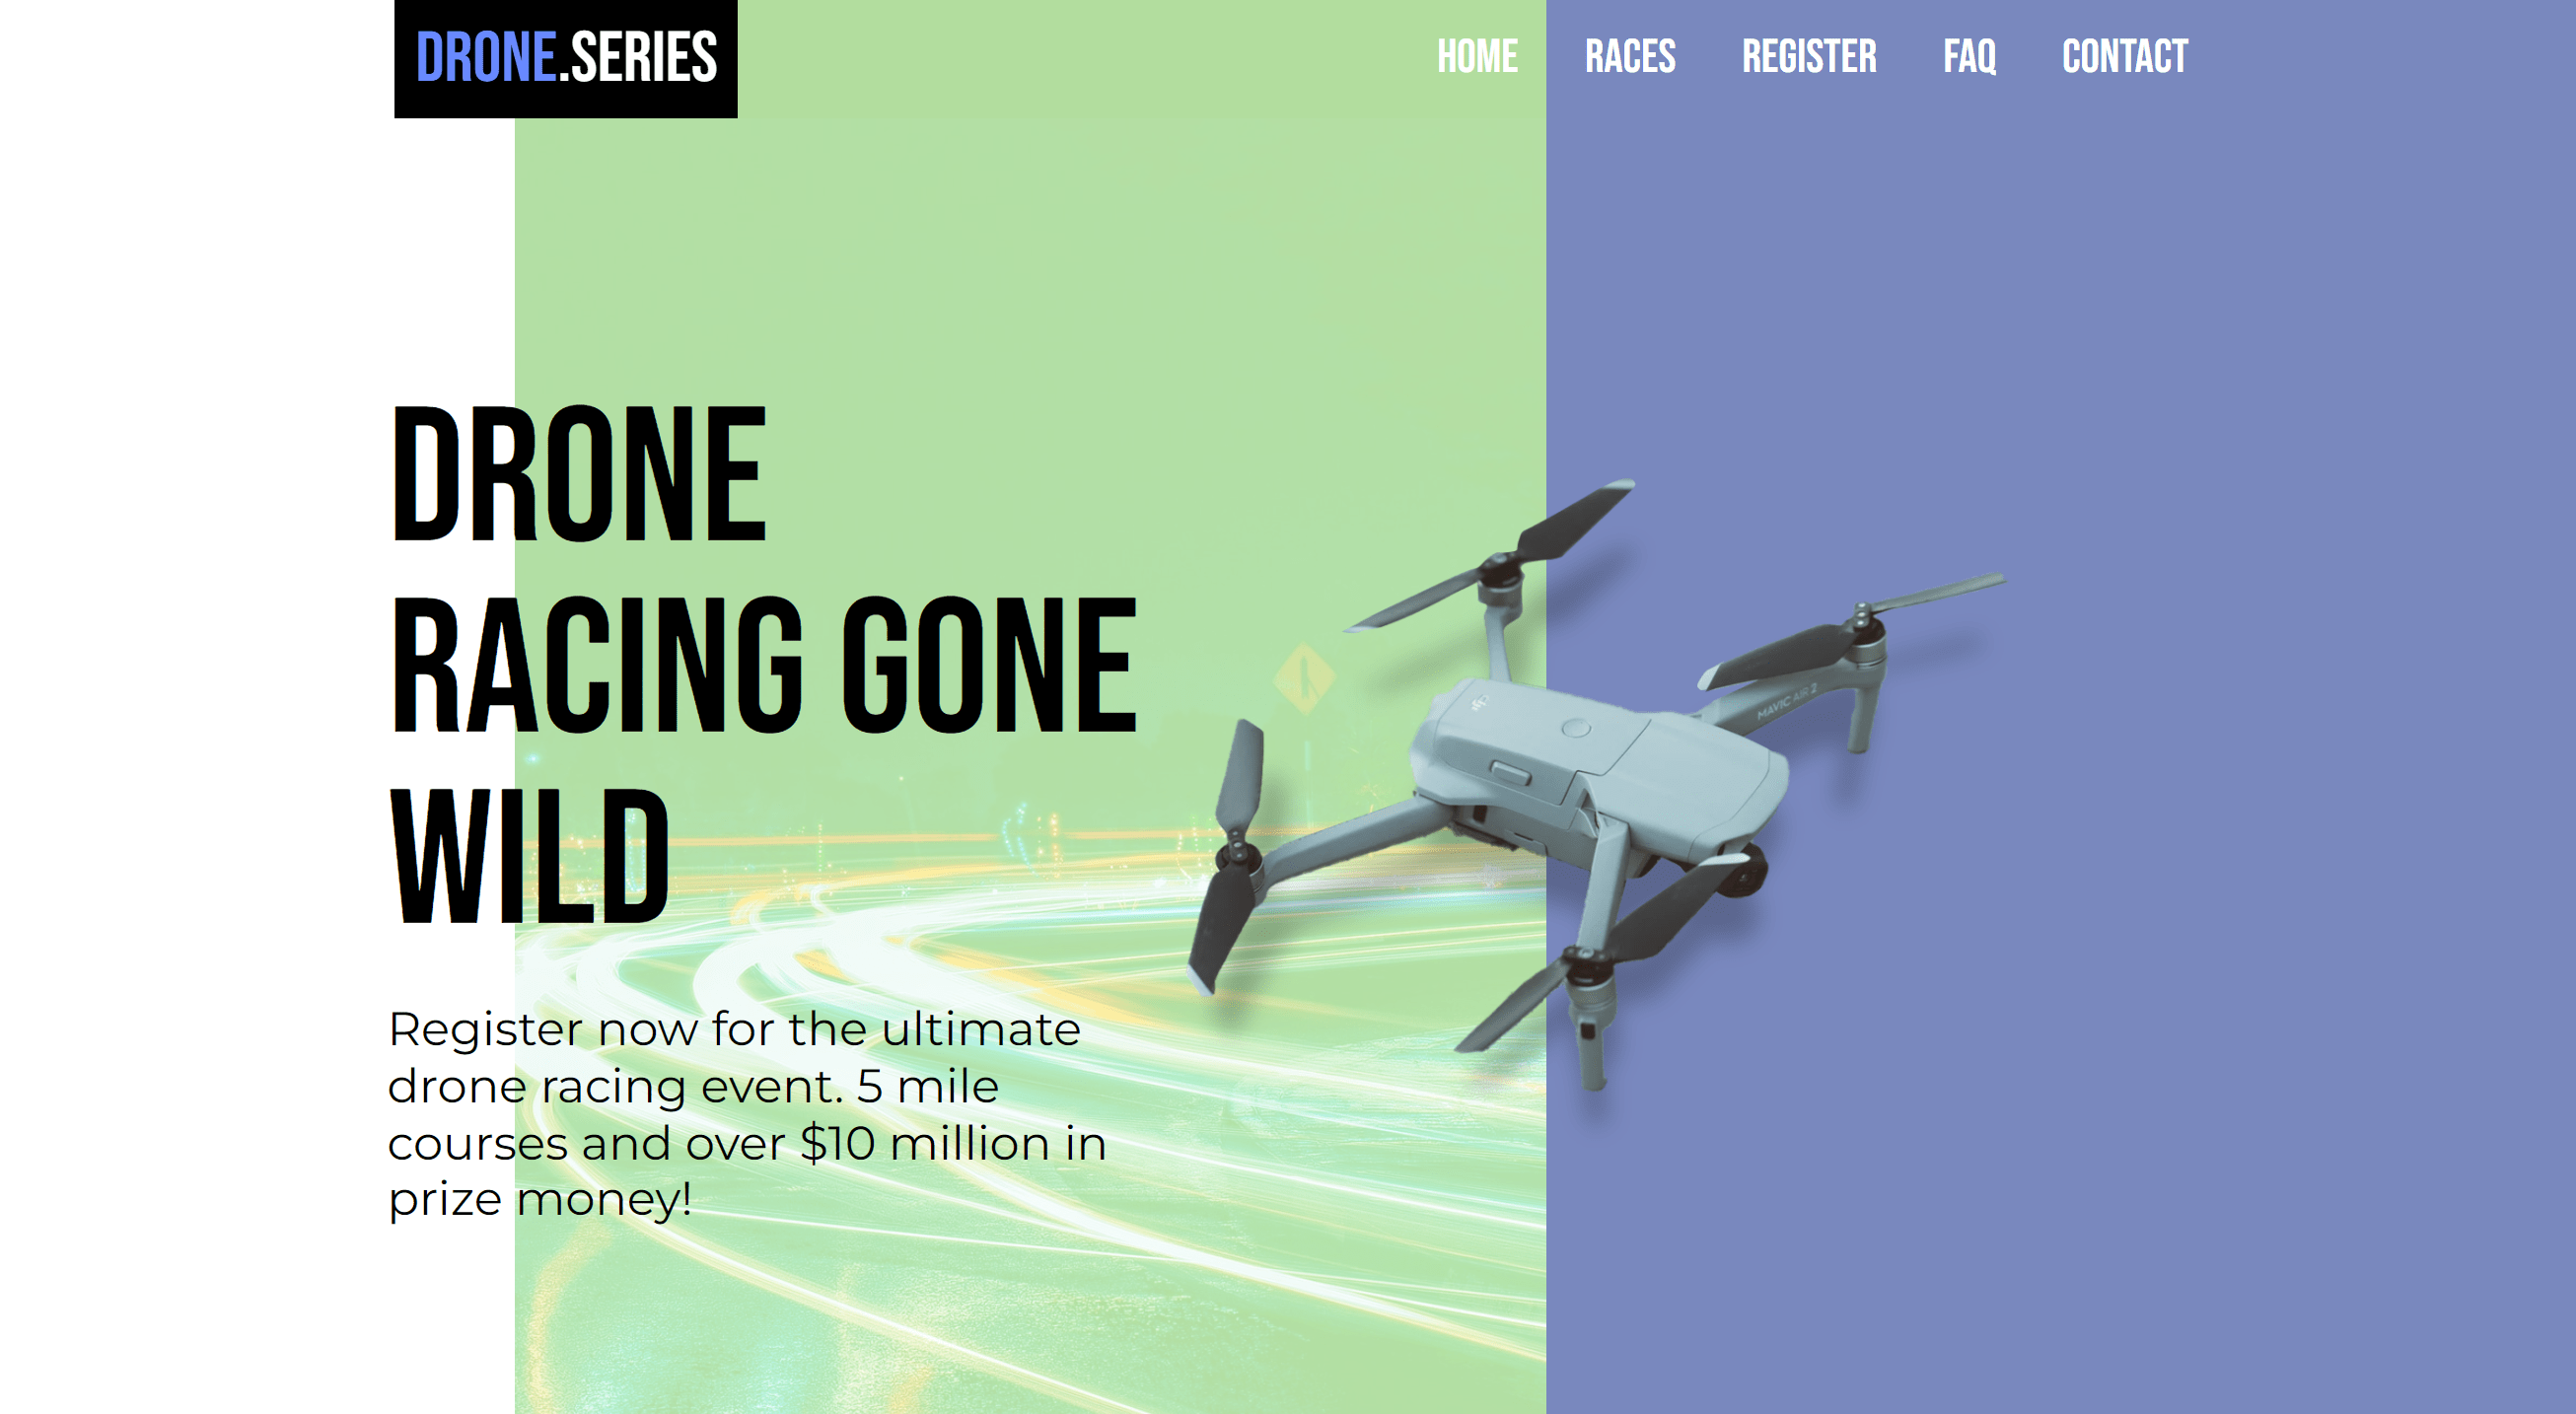 DRONE.SERIES
HOME RACES REGISTER FAQ CONTACT
DRONE
RACING GONE
WILD
MAVIC AIR 2
Register now for the ultimate
drone racing event. 5 mile
courses and over $10 million in
prize money!